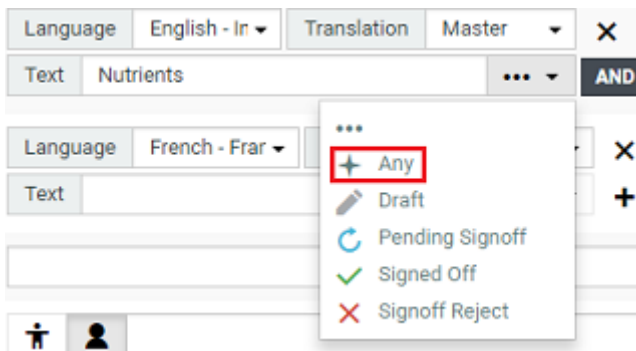 Language English - In Translation Master
Text Nutrients ••• AND
•••
Language French - Fran
Any
Text
Draft
Pending Signoff
Signed Off
Signoff Reject